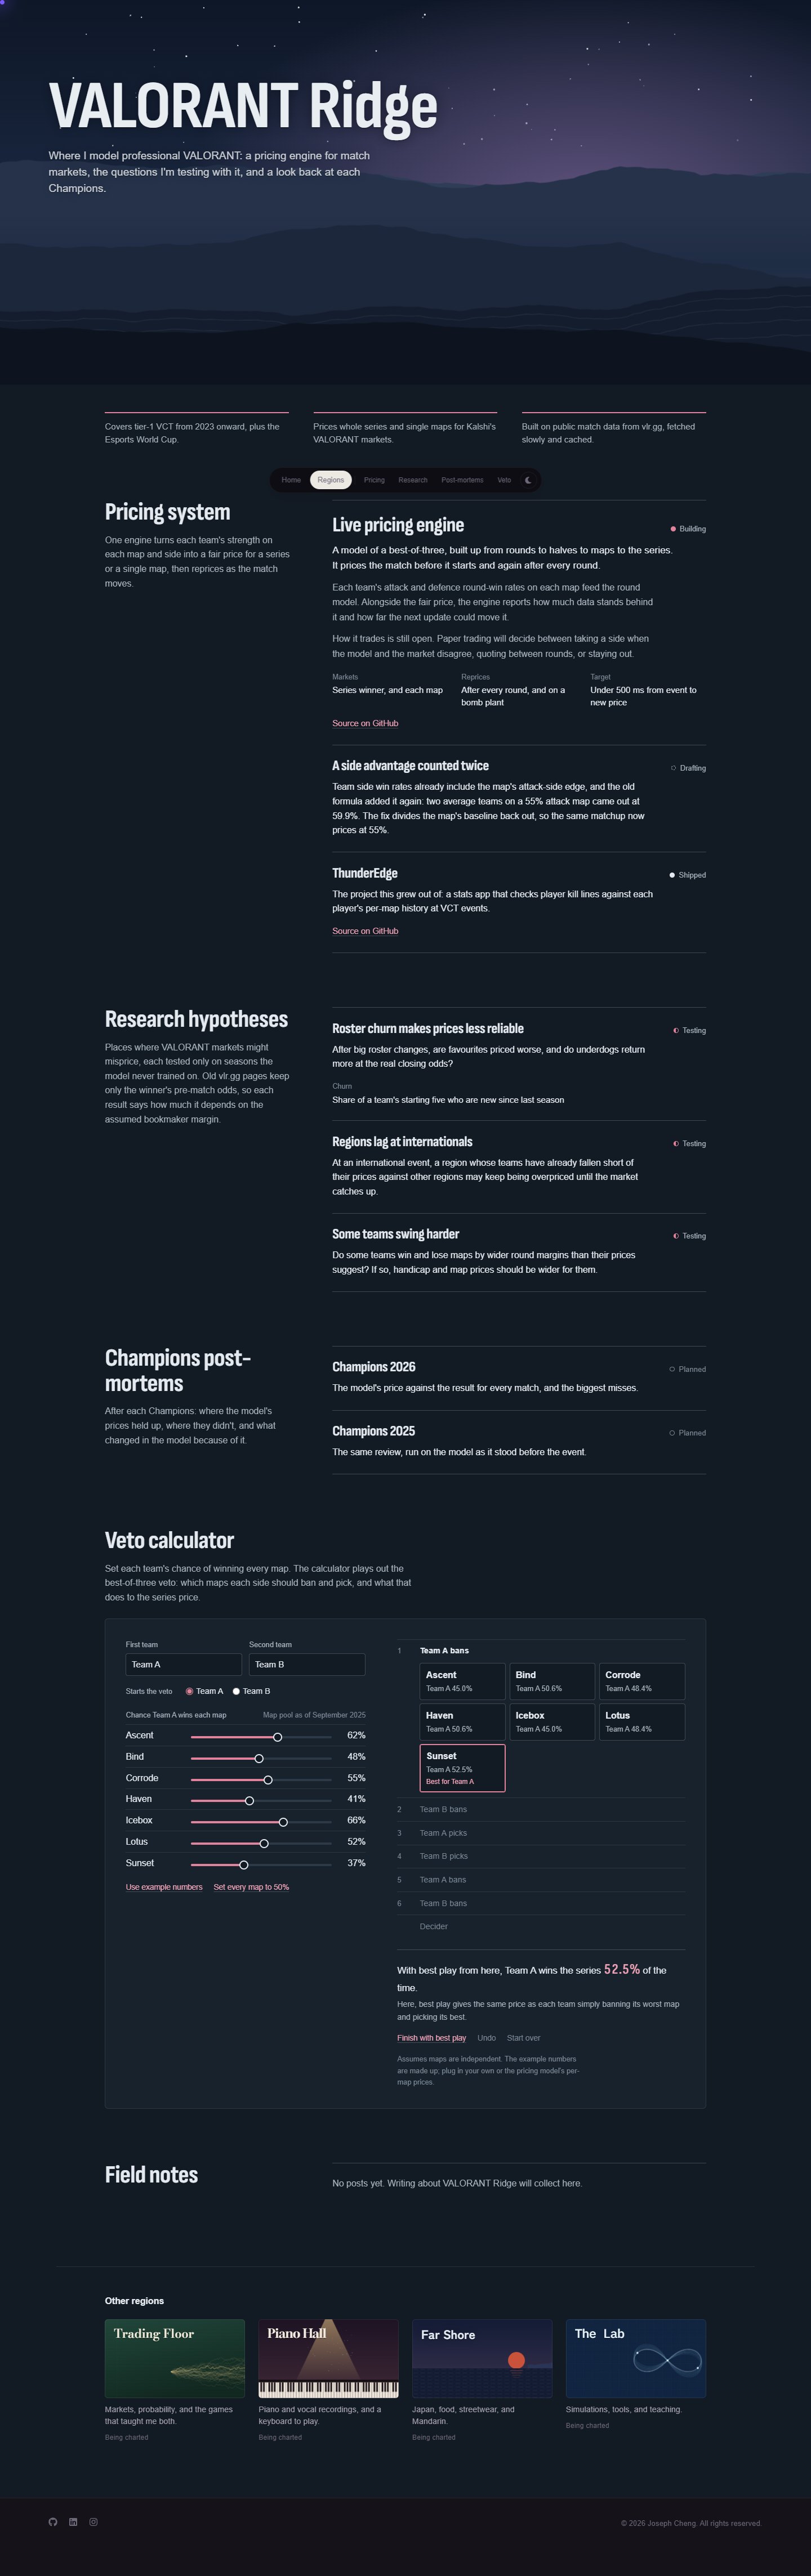 VALORANT Ridge
Where I model professional VALORANT: a pricing engine for match
markets, the questions I'm testing with it, and a look back at each
Champions.
Covers tier-1 VCT from 2023 onward, plus the
Esports World Cup.
Prices whole series and single maps for Kalshi's
VALORANT markets.
Built on public match data from vlr.gg, fetched
slowly and cached.
Home Regions Pricing Research Post-mortems Veto
Pricing system
One engine turns each team's strength on
each map and side into a fair price for a series
or a single map, then reprices as the match
moves.
Live pricing engine
Building
A model of a best-of-three, built up from rounds to halves to maps to the series.
It prices the match before it starts and again after every round.
Each team's attack and defence round-win rates on each map feed the round
model. Alongside the fair price, the engine reports how much data stands behind
it and how far the next update could move it.
How it trades is still open. Paper trading will decide between taking a side when
the model and the market disagree, quoting between rounds, or staying out.
Markets
Series winner, and each map
Reprices
After every round, and on a
bomb plant
Target
Under 500 ms from event to
new price
Source on GitHub
A side advantage counted twice
Drafting
Team side win rates already include the map's attack-side edge, and the old
formula added it again: two average teams on a 55% attack map came out at
59.9%. The fix divides the map's baseline back out, so the same matchup now
prices at 55%.
ThunderEdge
Shipped
The project this grew out of: a stats app that checks player kill lines against each
player's per-map history at VCT events.
Source on GitHub
Research hypotheses
Places where VALORANT markets might
misprice, each tested only on seasons the
model never trained on. Old vlr.gg pages keep
only the winner's pre-match odds, so each
result says how much it depends on the
assumed bookmaker margin.
Roster churn makes prices less reliable
Testing
After big roster changes, are favourites priced worse, and do underdogs return
more at the real closing odds?
Churn
Share of a team's starting five who are new since last season
Regions lag at internationals
Testing
At an international event, a region whose teams have already fallen short of
their prices against other regions may keep being overpriced until the market
catches up.
Some teams swing harder
Testing
Do some teams win and lose maps by wider round margins than their prices
suggest? If so, handicap and map prices should be wider for them.
Champions post-
mortems
After each Champions: where the model's
prices held up, where they didn't, and what
changed in the model because of it.
Champions 2026
Planned
The model's price against the result for every match, and the biggest misses.
Champions 2025
Planned
The same review, run on the model as it stood before the event.
Veto calculator
Set each team's chance of winning every map. The calculator plays out the
best-of-three veto: which maps each side should ban and pick, and what that
does to the series price.
First team
Second team
Team A
Team B
Starts the veto Team A Team B
Chance Team A wins each map
Map pool as of September 2025
Ascent 62%
Bind 48%
Corrode 55%
Haven 41%
Icebox 66%
Lotus 52%
Sunset 37%
Use example numbers Set every map to 50%
1 Team A bans
Ascent
Team A 45.0%
Bind
Team A 50.6%
Corrode
Team A 48.4%
Haven
Team A 50.6%
Icebox
Team A 45.0%
Lotus
Team A 48.4%
Sunset
Team A 52.5%
Best for Team A
2 Team B bans
3 Team A picks
4 Team B picks
5 Team A bans
6 Team B bans
Decider
With best play from here, Team A wins the series 52.5% of the
time.
Here, best play gives the same price as each team simply banning its worst map
and picking its best.
Finish with best play Undo Start over
Assumes maps are independent. The example numbers
are made up; plug in your own or the pricing model's per-
map prices.
Field notes
No posts yet. Writing about VALORANT Ridge will collect here.
Other regions
Trading Floor
Markets, probability, and the games
that taught me both.
Being charted
Piano Hall
Piano and vocal recordings, and a
keyboard to play.
Being charted
Far Shore
Japan, food, streetwear, and
Mandarin.
Being charted
The Lab
Simulations, tools, and teaching.
Being charted
© 2026 Joseph Cheng. All rights reserved.